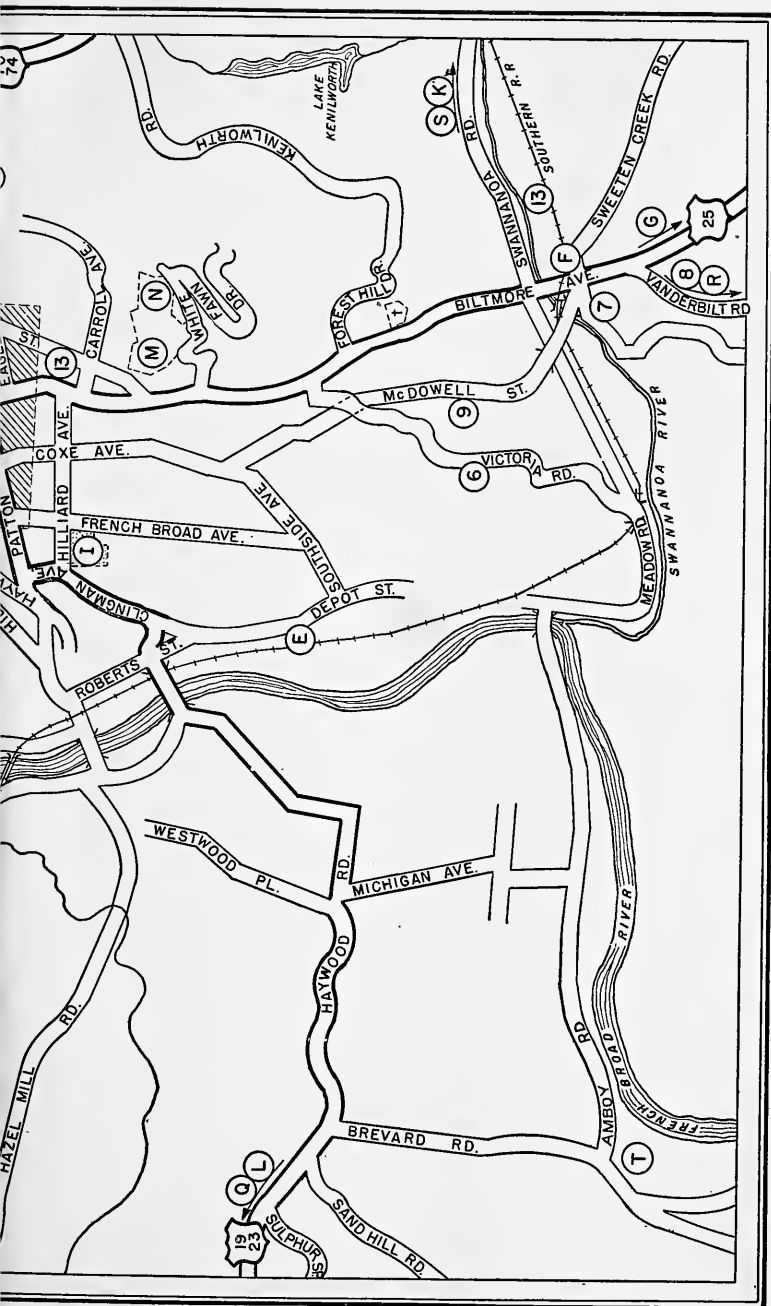 74
KENILWORTH
RD.
LAKE
KENILWORTH
S
K
RD.
SWANNANOA
13
SOUTHERN R.R
SWEETEN CREEK RD.
CARROLL AVE.
N
WHITE
FAWN
DR.
M
FOREST HILL DR.
BILTMORE AVE.
F
G
25
8
R
VANDERBILT RD
7
EAGLE
ST.
13
HILLIARD AVE.
COXE AVE.
McDOWELL ST.
9
6
VICTORIA
RD.
SWANNANOA RIVER
PATTON
AVE.
FRENCH BROAD AVE.
I
SOUTHSIDE AVE
MEADOW RD.
CLINGMAN
DEPOT ST.
E
ROBERTS ST.
WESTWOOD PL.
RD.
MICHIGAN AVE.
HAYWOOD
HAZEL MILL
RD.
AMBOY
RD
FRENCH BROAD
RIVER
BREVARD RD.
T
Q
L
19
23
SULPHUR
SAND HILL RD.